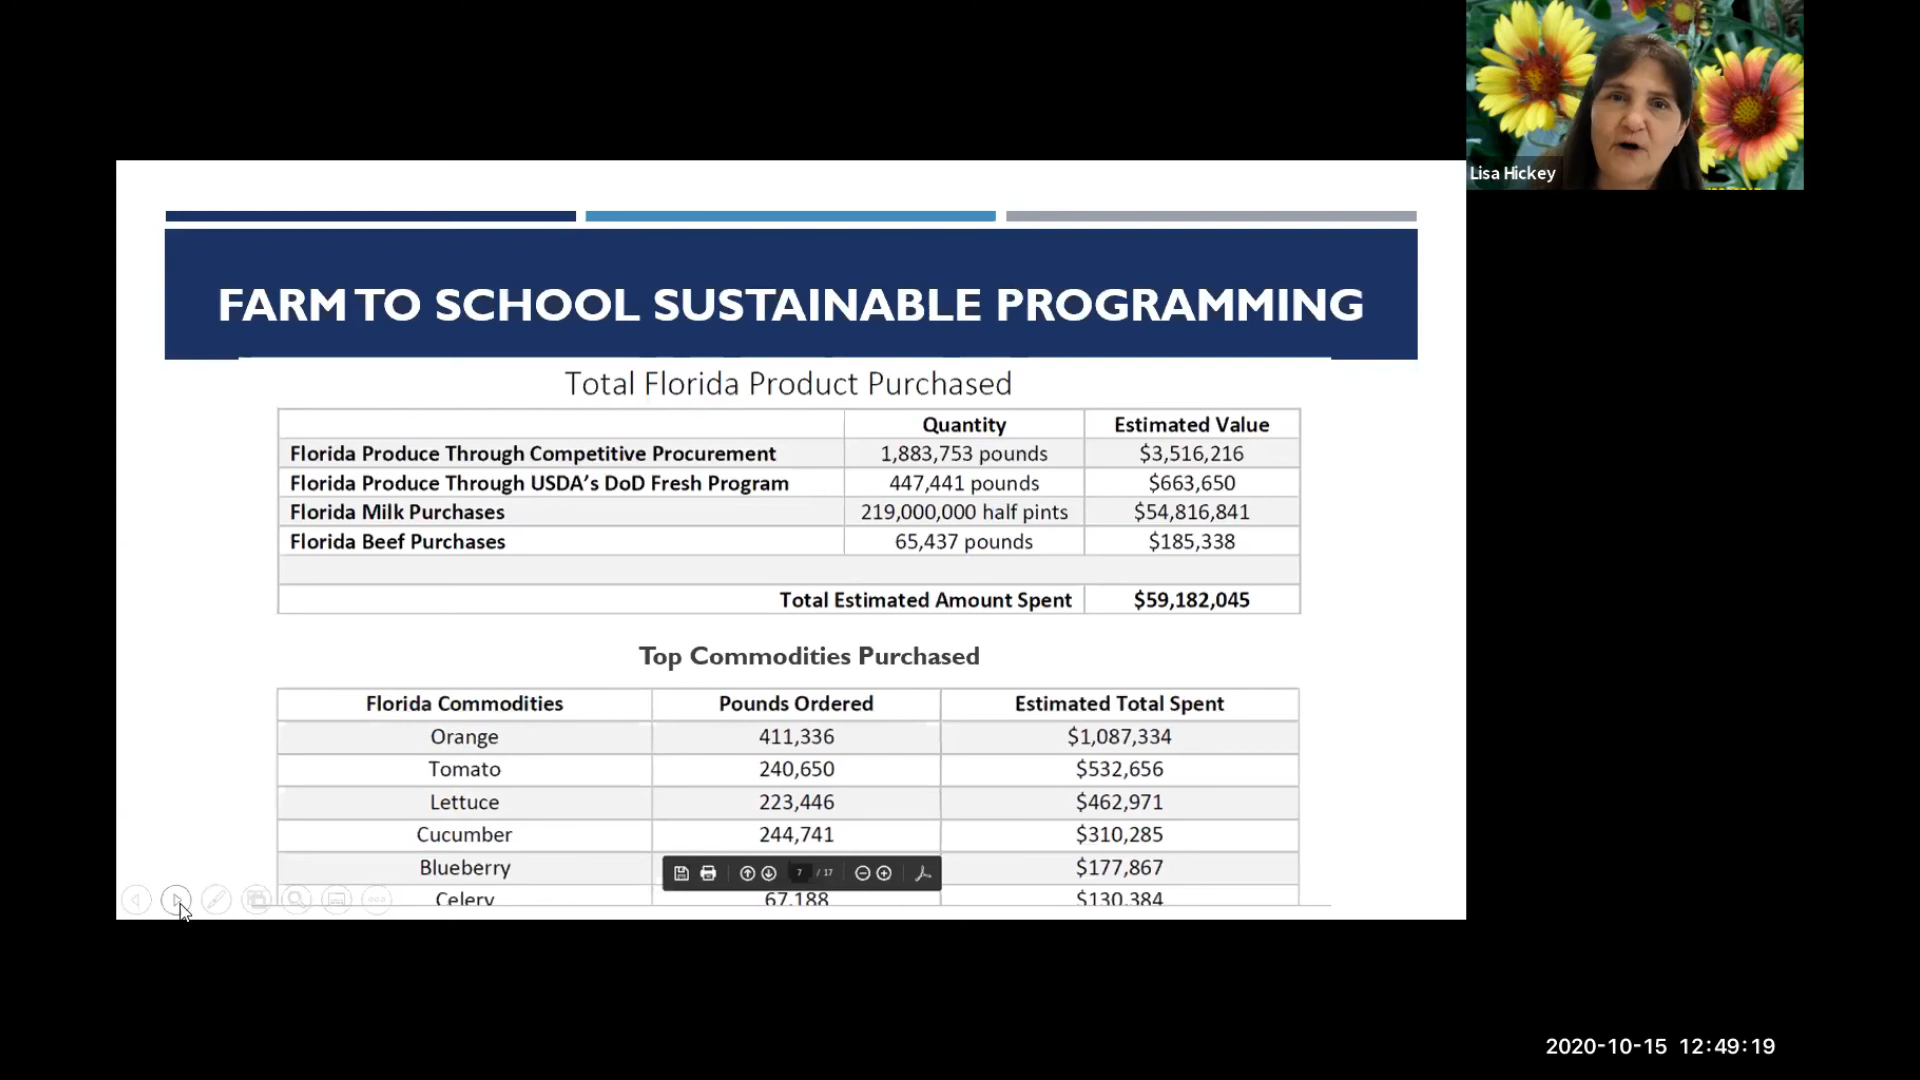 Lisa Hickey
FARM TO SCHOOL SUSTAINABLE PROGRAMMING
Total Florida Product Purchased
Quantity Estimated Value
Florida Produce Through Competitive Procurement 1,883,753 pounds $3,516,216
Florida Produce Through USDA's DoD Fresh Program 447,441 pounds $663,650
Florida Milk Purchases 219,000,000 half pints $54,816,841
Florida Beef Purchases 65,437 pounds $185,338
Total Estimated Amount Spent $59,182,045
Top Commodities Purchased
Florida Commodities Pounds Ordered Estimated Total Spent
Orange 411,336 $1,087,334
Tomato 240,650 $532,656
Lettuce 223,446 $462,971
Cucumber 244,741 $310,285
Blueberry $177,867
7 / 17
Celery 67,188 $130,384
2020-10-15 12:49:19